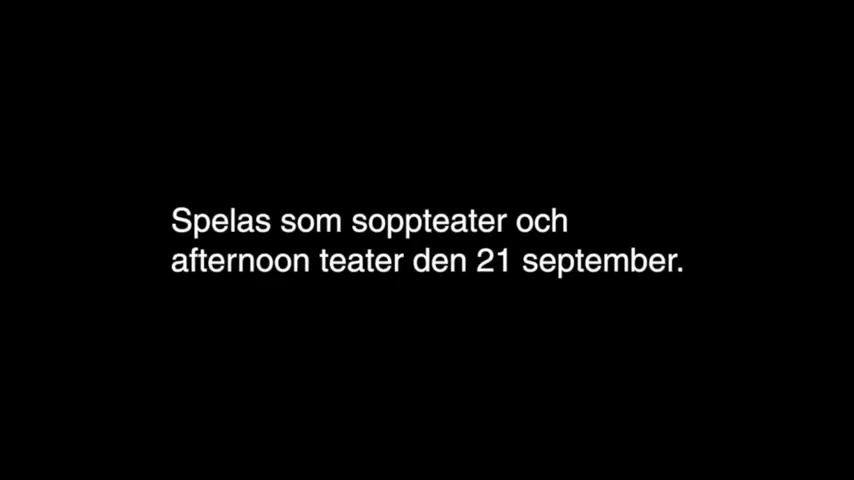 Spelas som soppteater och
afternoon teater den 21 september.